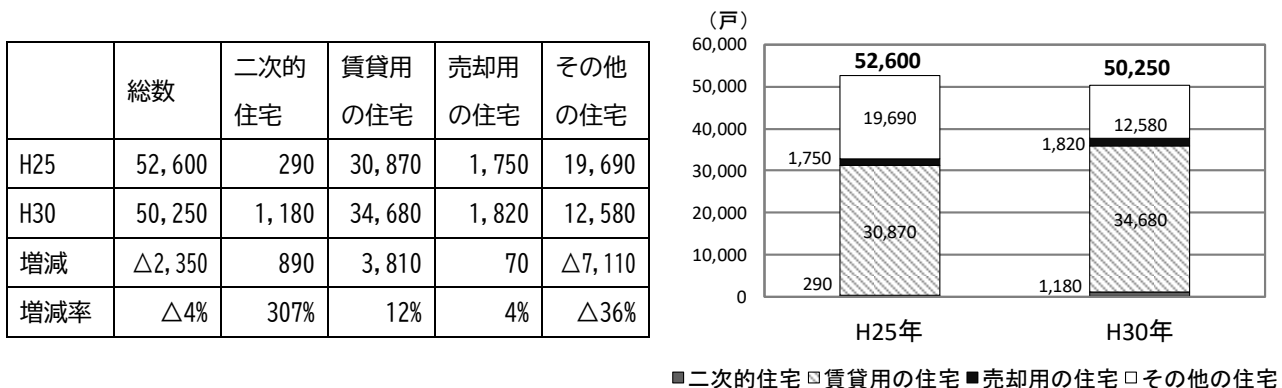 総数 二次的住宅 賃貸用の住宅 売却用の住宅 その他の住宅
H25 52,600 290 30,870 1,750 19,690
H30 50,250 1,180 34,680 1,820 12,580
増減 △2,350 890 3,810 70 △7,110
増減率 △4% 307% 12% 4% △36%
（戸）
60,000
50,000
40,000
30,000
20,000
10,000
0
52,600
19,690
1,750
30,870
290
50,250
12,580
1,820
34,680
1,180
H25年 H30年
■二次的住宅 ▧賃貸用の住宅 ■売却用の住宅 □その他の住宅